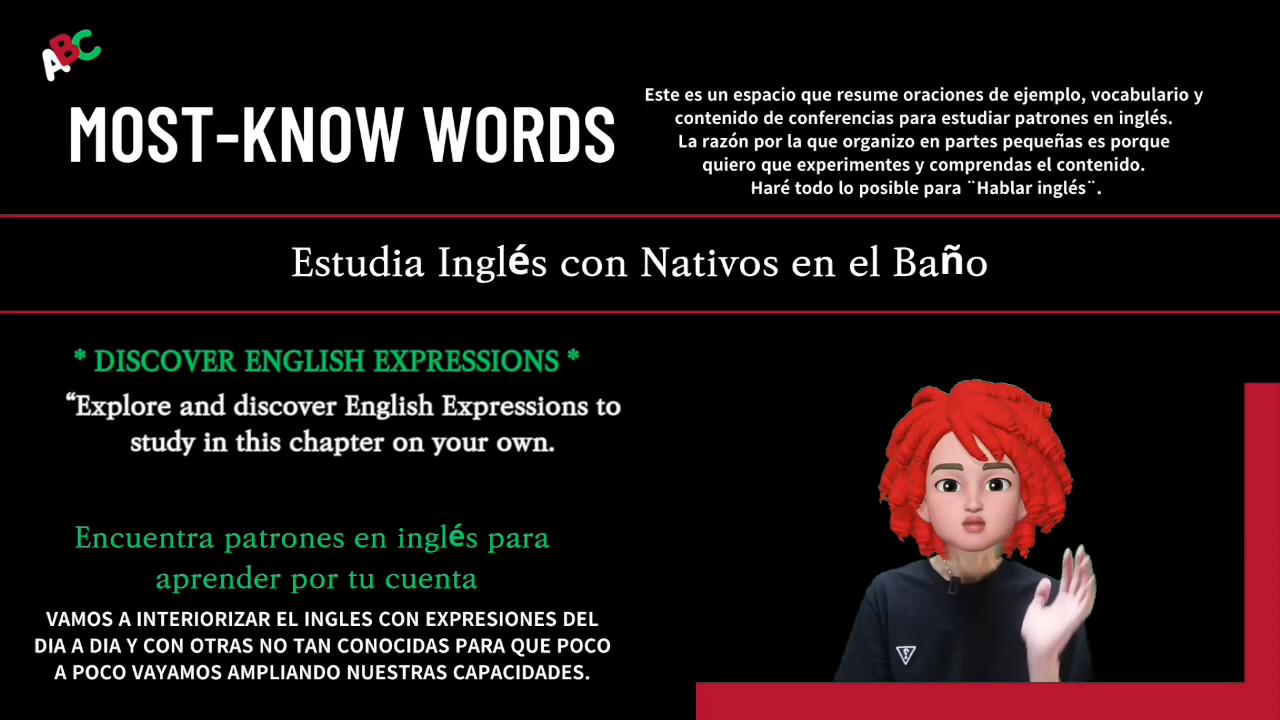 ABC
MOST-KNOW WORDS
Este es un espacio que resume oraciones de ejemplo, vocabulario y
contenido de conferencias para estudiar patrones en inglés.
La razón por la que organizo en partes pequeñas es porque
quiero que experimentes y comprendas el contenido.
Haré todo lo posible para ¨Hablar inglés¨.
Estudia Inglés con Nativos en el Baño
* DISCOVER ENGLISH EXPRESSIONS *
“Explore and discover English Expressions to
study in this chapter on your own.
Encuentra patrones en inglés para
aprender por tu cuenta
VAMOS A INTERIORIZAR EL INGLES CON EXPRESIONES DEL
DIA A DIA Y CON OTRAS NO TAN CONOCIDAS PARA QUE POCO
A POCO VAYAMOS AMPLIANDO NUESTRAS CAPACIDADES.